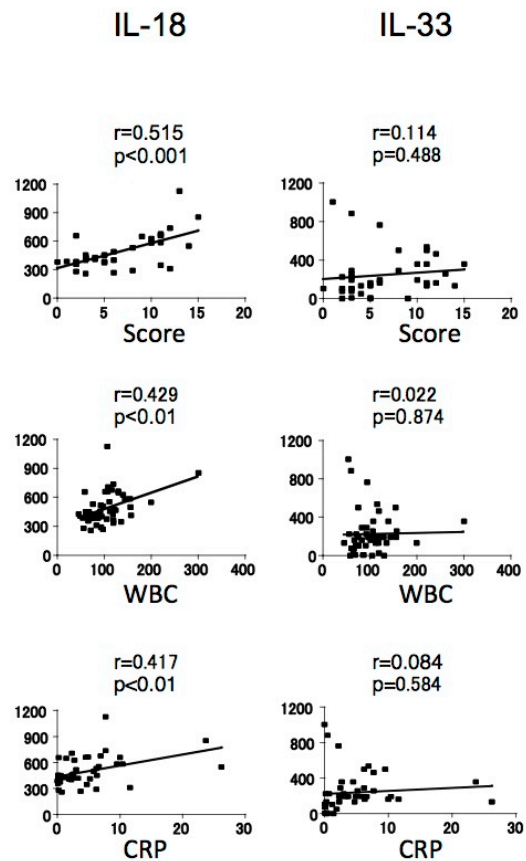 IL-18 IL-33
r=0.515 r=0.114
p<0.001 p=0.488
1200 1200
900
600 800
300 400
0 0
0 5 10 15 20 0 5 10 15 20
Score Score
r=0.429 r=0.022
p<0.01 p=0.874
1200 1200
900
600 800
300 400
0 0
0 100 200 300 400 0 100 200 300 400
WBC WBC
r=0.417 r=0.084
p<0.01 p=0.584
1200 1200
900
600 800
300 400
0 0
0 10 20 30 0 10 20 30
CRP CRP